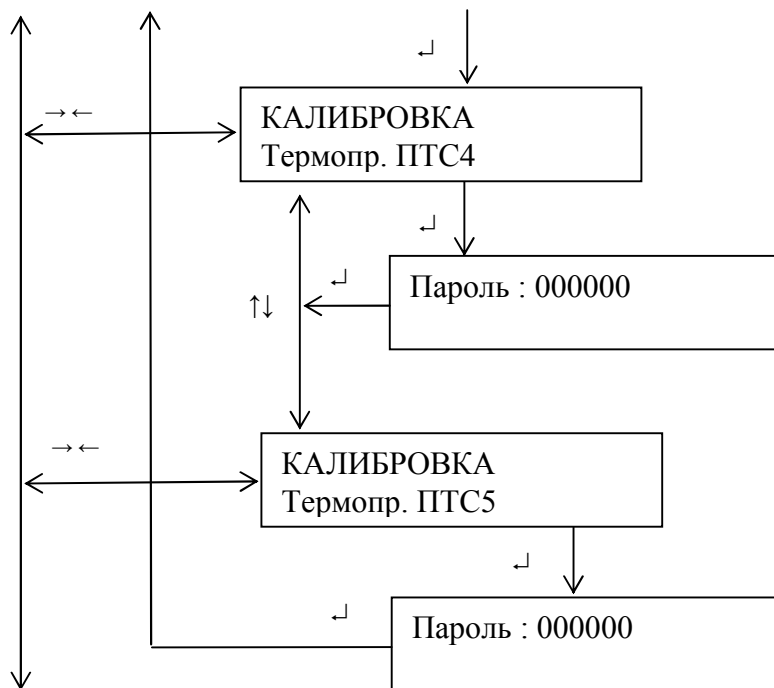 ↵
→←
КАЛИБРОВКА
Термопр. ПТС4
↵
↵
Пароль : 000000
↑↓
→←
КАЛИБРОВКА
Термопр. ПТС5
↵
↵
Пароль : 000000